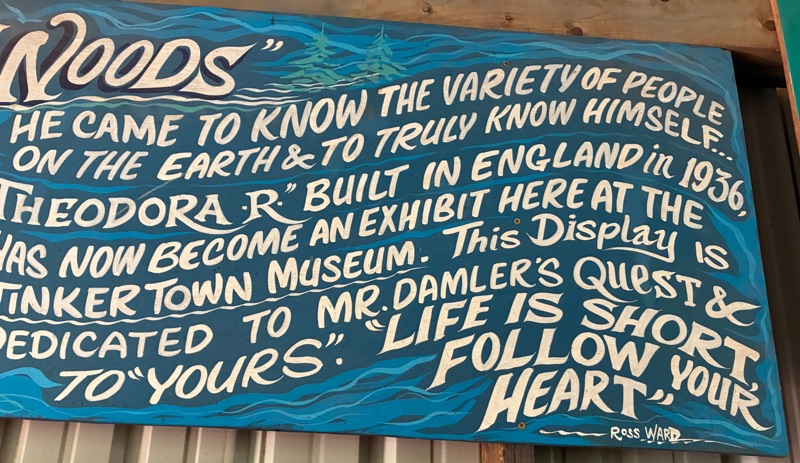 WOODS”
HE CAME TO KNOW THE VARIETY OF PEOPLE
ON THE EARTH & TO TRULY KNOW HIMSELF...
THEODORA R.” BUILT IN ENGLAND in 1936,
HAS NOW BECOME AN EXHIBIT HERE AT THE
TINKERTOWN MUSEUM. This Display IS
DEDICATED TO MR. DAMLER'S QUEST &
TO “YOURS”. “LIFE IS SHORT,
FOLLOW YOUR
HEART”
ROSS WARD